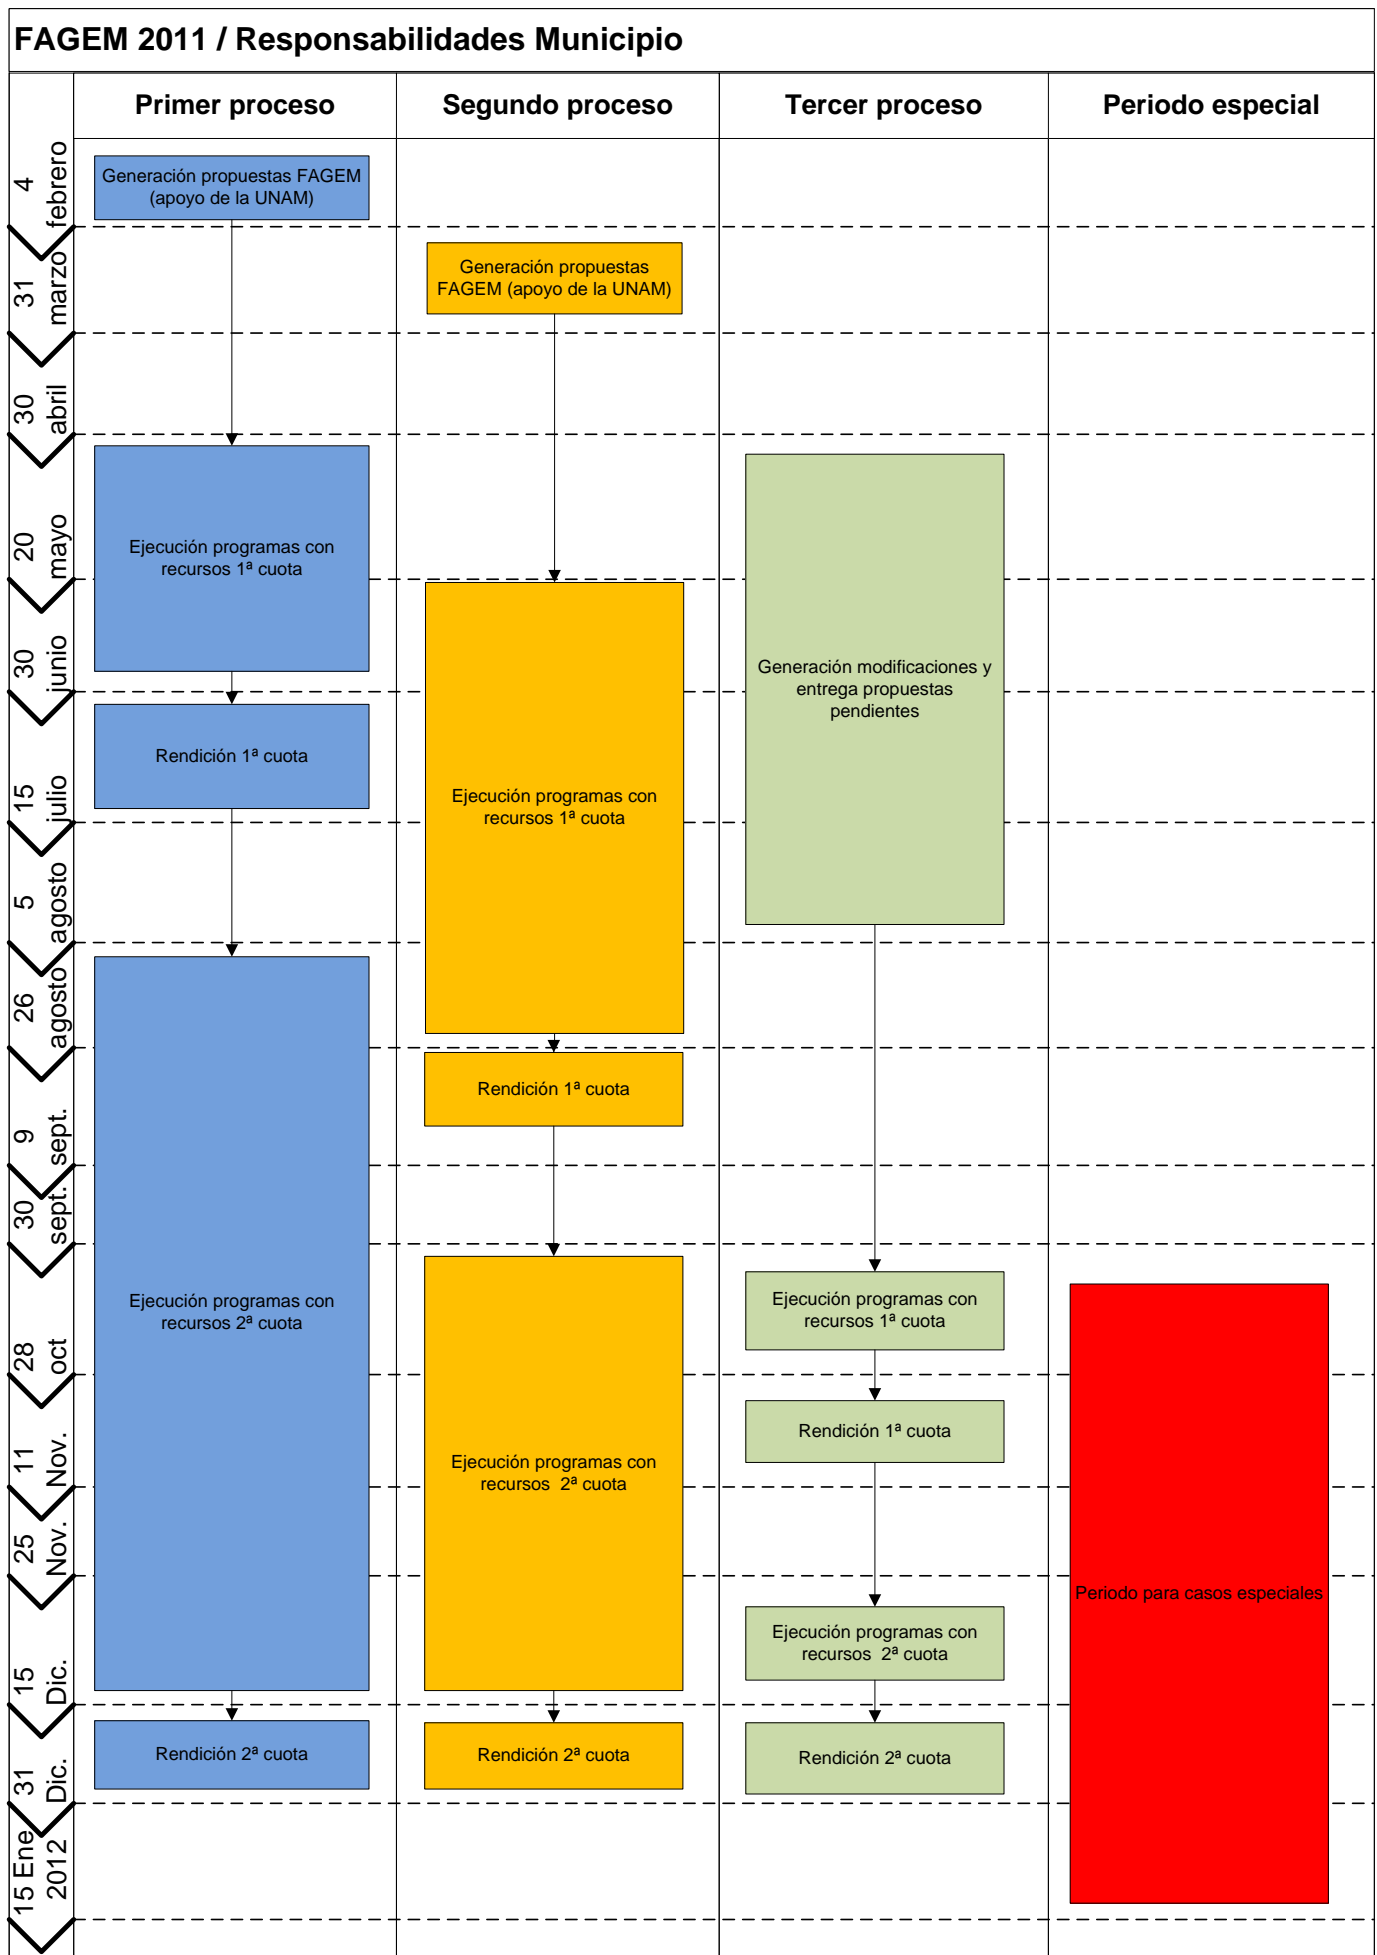 FAGEM 2011 / Responsabilidades Municipio
Primer proceso
Segundo proceso
Tercer proceso
Periodo especial
4
febrero
31
marzo
30
abril
20
mayo
30
junio
15
julio
5
agosto
26
agosto
9
sept.
30
sept.
28
oct
11
Nov.
25
Nov.
15
Dic.
31
Dic.
15 Ene
2012
Generación propuestas FAGEM
(apoyo de la UNAM)
Ejecución programas con
recursos 1ª cuota
Rendición 1ª cuota
Ejecución programas con
recursos 2ª cuota
Rendición 2ª cuota
Generación propuestas
FAGEM (apoyo de la UNAM)
Ejecución programas con
recursos 1ª cuota
Rendición 1ª cuota
Ejecución programas con
recursos  2ª cuota
Rendición 2ª cuota
Generación modificaciones y
entrega propuestas
pendientes
Ejecución programas con
recursos 1ª cuota
Rendición 1ª cuota
Ejecución programas con
recursos  2ª cuota
Rendición 2ª cuota
Periodo para casos especiales